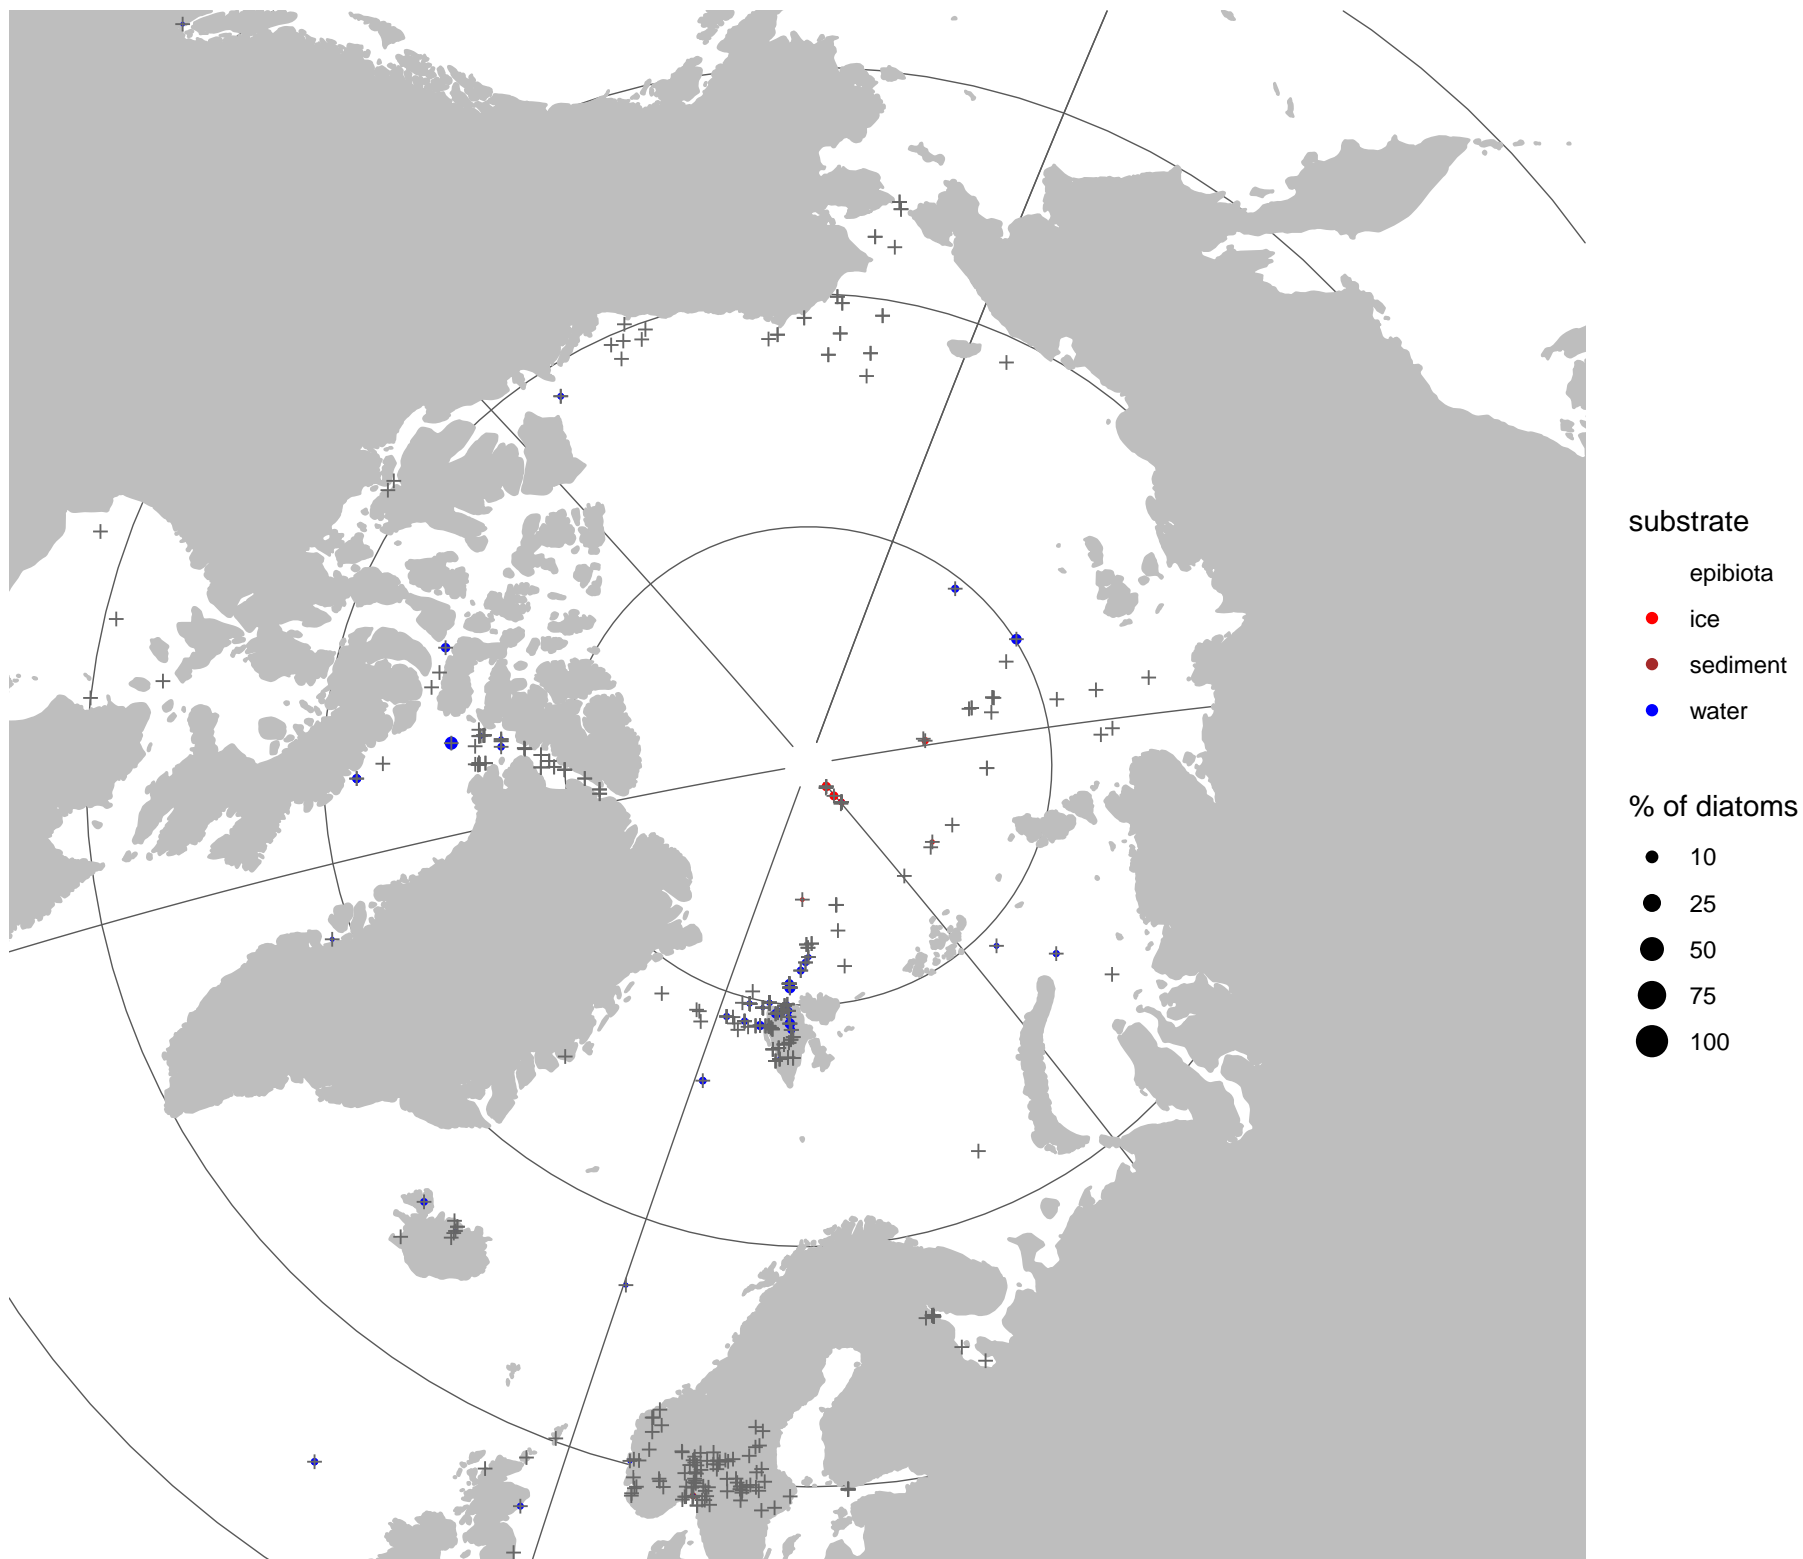 substrate
epibiota
ice
sediment
water
% of diatoms
10
25
50
75
100